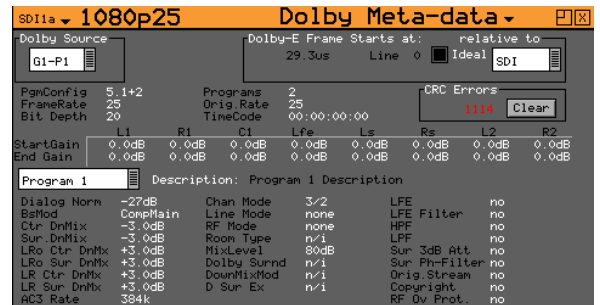 SDI1a 1080p25 Dolby Meta-data
Dolby Source Dolby-E Frame Starts at: relative to
G1-P1 29.3us Line 0 Ideal SDI
PgmConfig 5.1+2 Programs 2 CRC Errors
FrameRate 25 Orig.Rate 25 1114 Clear
Bit Depth 20 TimeCode 00:00:00:00
L1 R1 C1 Lfe Ls Rs L2 R2
StartGain 0.0dB 0.0dB 0.0dB 0.0dB 0.0dB 0.0dB 0.0dB 0.0dB
End Gain 0.0dB 0.0dB 0.0dB 0.0dB 0.0dB 0.0dB 0.0dB 0.0dB
Program 1 Description: Program 1 Description
Dialog Norm -27dB Chan Mode 3/2 LFE no
BsMod CompMain Line Mode none LFE Filter no
Ctr DnMix -3.0dB RF Mode none HPF no
Sur.DnMix -3.0dB Room Type n/i LPF no
LRo Ctr DnMx +3.0dB MixLevel 80dB Sur 3dB Att no
LRo Sur DnMx +3.0dB Dolby Surnd n/i Sur Ph-Filter no
LR Ctr DnMx +3.0dB DownMixMod n/i Orig.Stream no
LR Sur DnMx +3.0dB D Sur Ex n/i Copyright no
AC3 Rate 384k RF Ov Prot. no